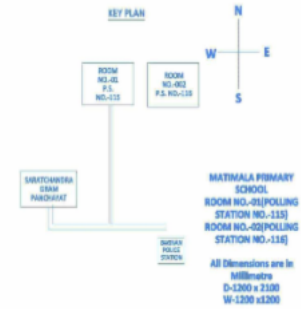 KEY PLAN
N
W
E
S
ROOM
NO.-01
P.S.
NO.-115
ROOM
NO.-002
P.S. NO.-116
SARATCHANDRA
GRAM
PANCHAYAT
POLICE
STATION
MATIMALA PRIMARY
SCHOOL
ROOM NO.-01(POLLING
STATION NO.-115)
ROOM NO.-02(POLLING
STATION NO.-116)
All Dimensions are in
Millimetre
D-1200 x 2100
W-1200 x1200